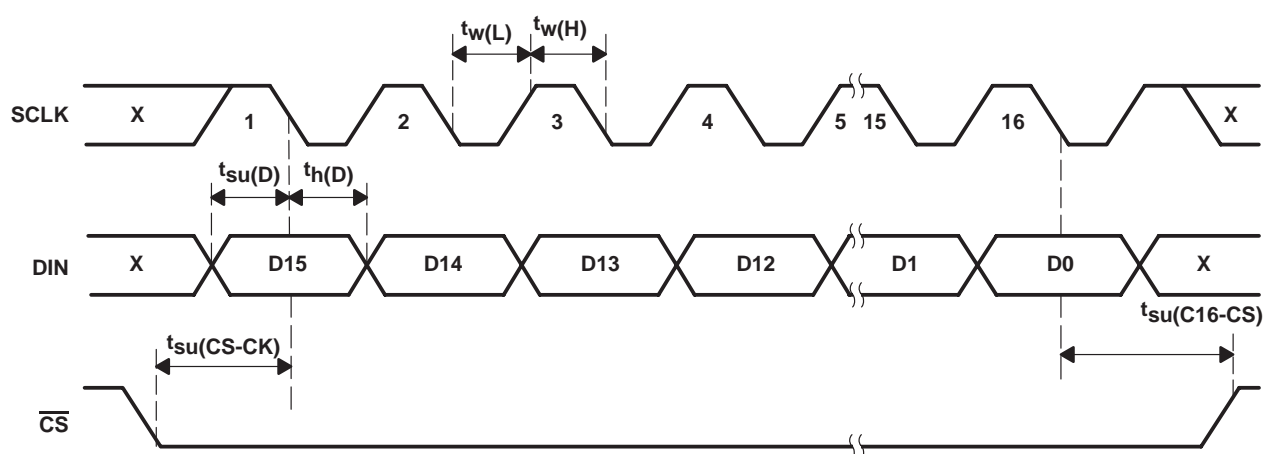 tw(L) tw(H)
SCLK X 1 2 3 4 5 15 16 X
tsu(D) th(D)
DIN X D15 D14 D13 D12 D1 D0 X
tsu(CS-CK) tsu(C16-CS)
CS